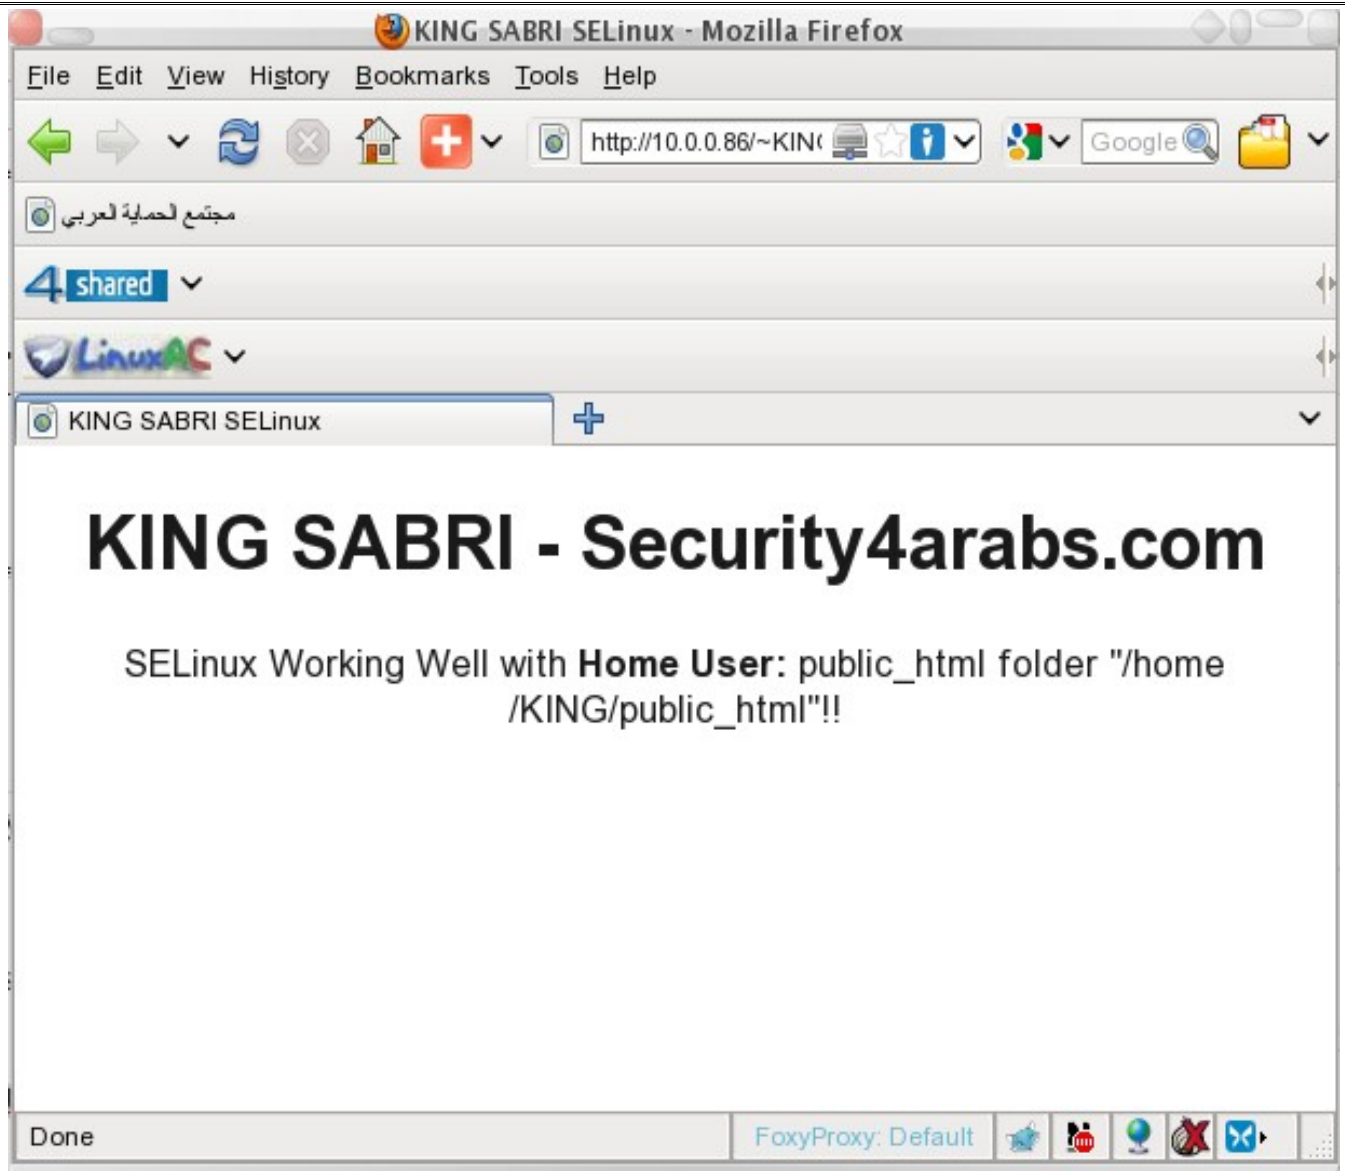 KING SABRI SELinux - Mozilla Firefox
File Edit View History Bookmarks Tools Help
http://10.0.0.86/~KIN Google
مجتمع الحماية العربي
4 shared
LinuxAC
KING SABRI SELinux
KING SABRI - Security4arabs.com
SELinux Working Well with Home User: public_html folder "/home
/KING/public_html"!!
Done FoxyProxy: Default